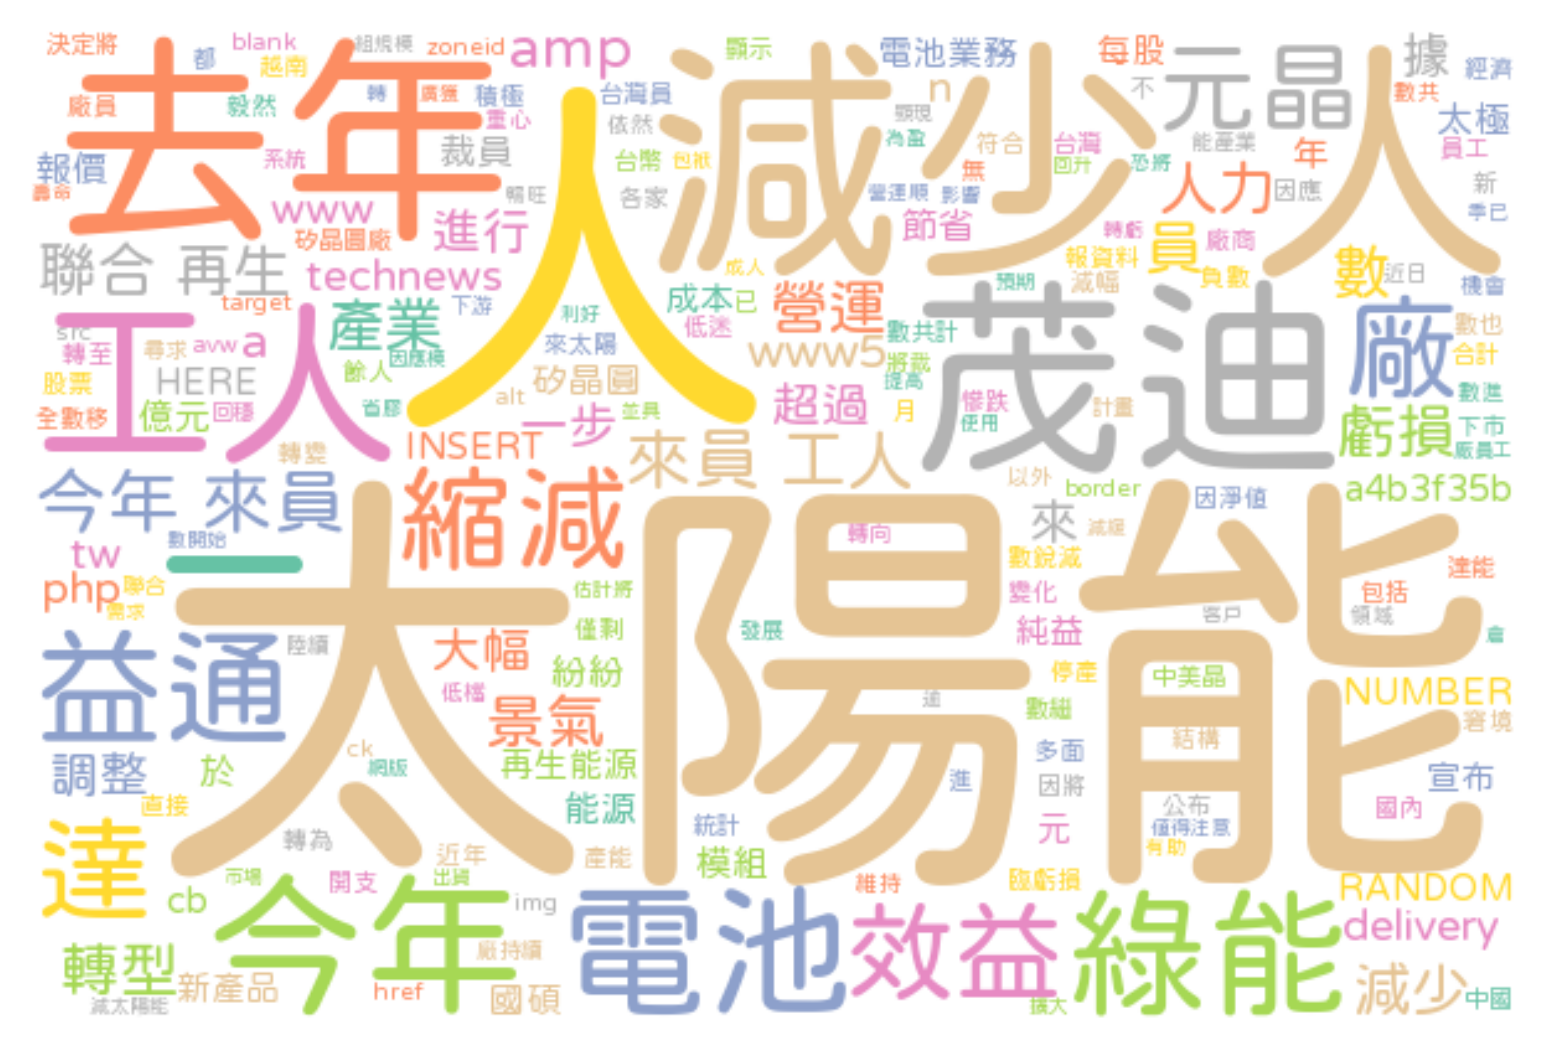 決定將
都
blank
組規模
zoneid
amp
顯示
電池業務
每股
元晶
據
經濟
越南
去年
減少
人
廠員
毅然
轉
廣獲
積極
台灣員
n
不
數共
太極
重心
依然
顯現
為盈
符合
台灣
能產業
年
員工
報價
系統
裁員
台幣
包袱
無
回升
恐將
新
壽命
暢旺
各家
營運順
影響
人力
因應
季已
www
進行
節省
轉虧
員
廠商
矽晶圓廠
報資料
聯合 再生
technews
人
成人
預期
減幅
負數
數
近日
機會
target
產業
下游
利好
成本
已
營運
茂迪
廠
工人
src
轉至
尋求
avw
a
因應模
來太陽
低迷
數共計
數也
合計
www5
將裁
提高
股票
HERE
餘人
alt
矽晶圓
超過
月
慘跌
計畫
數進
全數移
億元
回穩
省膠
一步
並具
使用
虧損
下市
廠員工
轉變
INSERT
來員 工人
今年 來員
縮減
以外
border
因淨值
a4b3f35b
來
減緩
tw
數開始
一
太陽能
轉向
數銳減
php
聯合
需求
估計將
變化
客戶
包括
達能
領域
益通
陸續
大幅
僅剩
發展
純益
倉
低檔
紛紛
停產
中美晶
NUMBER
景氣
逾
數繼
窘境
調整
於
ck
網版
再生能源
多面
結構
宣布
直接
能源
進
因將
公布
國內
達
轉為
統計
元
值得注意
近年
產能
模組
有助
市場
開支
出貨
維持
臨虧損
RANDOM
cb
今年
img
電池
效益
綠能
delivery
轉型
廠持續
新產品
href
國碩
減少
中國
減太陽能
擴大